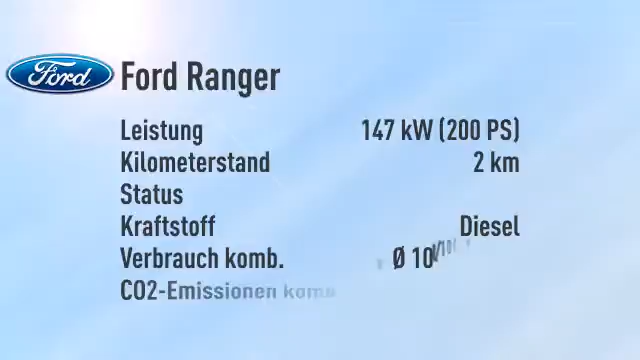 Ford Ford Ranger
Leistung 147 kW (200 PS)
Kilometerstand 2 km
Status
Kraftstoff Diesel
Verbrauch komb. Ø 10
CO2-Emissionen